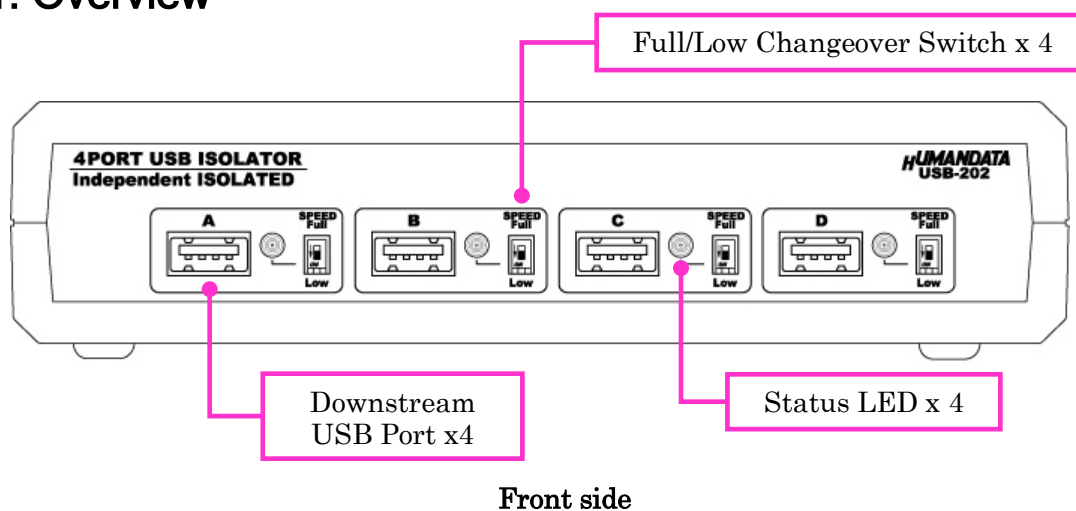 1. Overview
Full/Low Changeover Switch x 4
4PORT USB ISOLATOR
Independent ISOLATED
HUMANDATA
USB-202
A
SPEED
Full
Low
B
SPEED
Full
Low
C
SPEED
Full
Low
D
SPEED
Full
Low
Downstream
USB Port x4
Status LED x 4
Front side